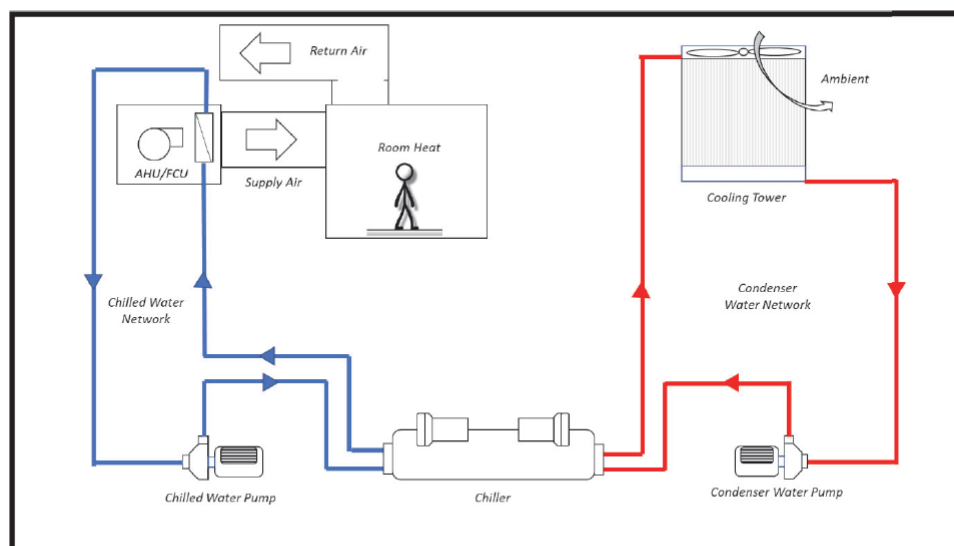 Return Air
Ambient
AHU/FCU
Supply Air
Room Heat
Cooling Tower
Chilled Water
Network
Condenser
Water Network
Chilled Water Pump
Chiller
Condenser Water Pump